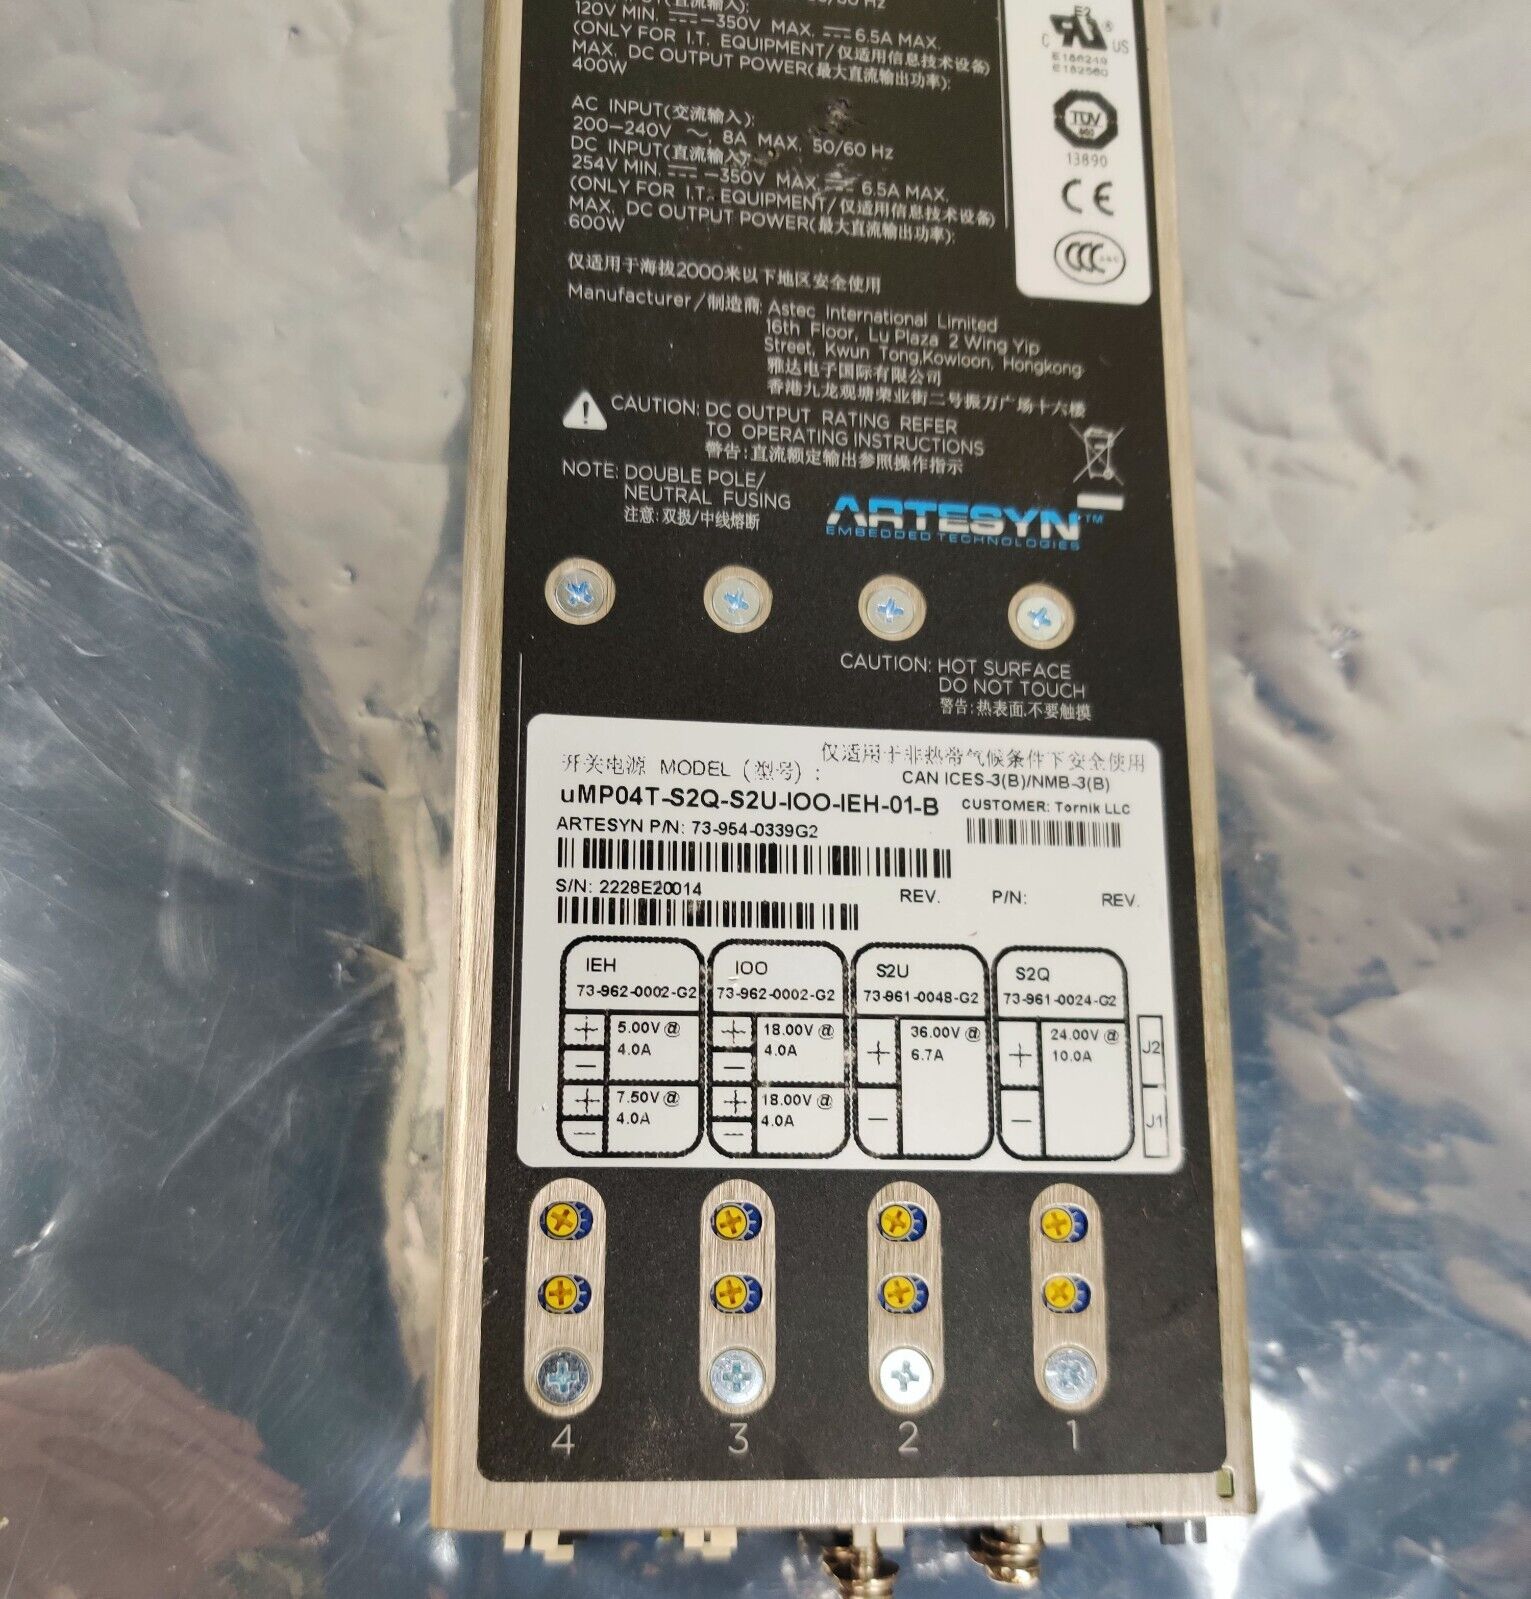 120V MIN. -350V MAX. 6.5A MAX.
(ONLY FOR I.T. EQUIPMENT/仅适用信息技术设备)
MAX. DC OUTPUT POWER(最大直流输出功率):
400W
AC INPUT(交流输入):
200-240V ~, 8A MAX, 50/60 Hz
DC INPUT(直流输入):
254V MIN. -350V MAX. 6.5A MAX.
(ONLY FOR I.T. EQUIPMENT/仅适用信息技术设备)
MAX. DC OUTPUT POWER(最大直流输出功率):
600W
仅适用于海拔2000米以下地区安全使用
Manufacturer/制造商: Astec International Limited
16th Floor, Lu Plaza 2 Wing Yip
Street, Kwun Tong,Kowloon, Hongkong
雅达电子国际有限公司
香港九龙观塘荣业街二号振万广场十六楼
E2
C UR ® US
E186249
E182560
TÜV
13890
CE
CCC
! CAUTION: DC OUTPUT RATING REFER
TO OPERATING INSTRUCTIONS
警告:直流额定输出参照操作指示
NOTE: DOUBLE POLE/
NEUTRAL FUSING
注意:双极/中线熔断
ARTESYN™
EMBEDDED TECHNOLOGIES
CAUTION: HOT SURFACE
DO NOT TOUCH
警告:热表面,不要触摸
仅适用于非热带气候条件下安全使用
开关电源 MODEL (型号) :
CAN ICES-3(B)/NMB-3(B)
uMP04T-S2Q-S2U-IOO-IEH-01-B
CUSTOMER: Tornik LLC
ARTESYN P/N: 73-954-0339G2
S/N: 2228E20014
REV. P/N: REV.
IEH IOO S2U S2Q
73-962-0002-G2 73-962-0002-G2 73-961-0048-G2 73-961-0024-G2
+ 5.00V @ + 18.00V @ + 36.00V @ + 24.00V @
- 4.0A - 4.0A 6.7A 10.0A J2
+ 7.50V @ + 18.00V @
- 4.0A - 4.0A - - J1
4 3 2 1